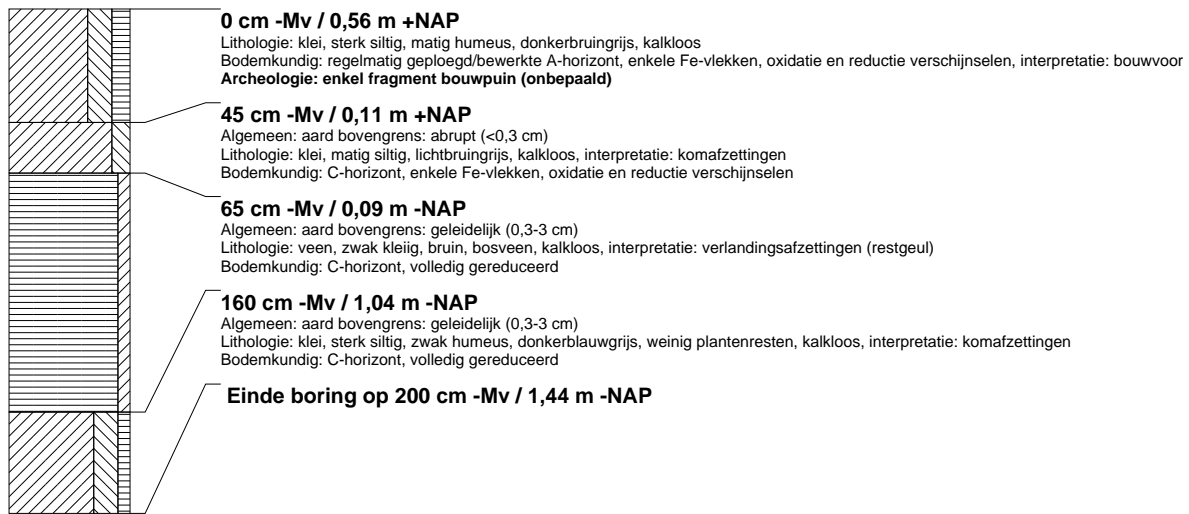 0 cm -Mv / 0,56 m +NAP
Lithologie: klei, sterk siltig, matig humeus, donkerbruingrijs, kalkloos
Bodemkundig: regelmatig geploegd/bewerkte A-horizont, enkele Fe-vlekken, oxidatie en reductie verschijnselen, interpretatie: bouwvoor
Archeologie: enkel fragment bouwpuin (onbepaald)
45 cm -Mv / 0,11 m +NAP
Algemeen: aard bovengrens: abrupt (<0,3 cm)
Lithologie: klei, matig siltig, lichtbruingrijs, kalkloos, interpretatie: komafzettingen
Bodemkundig: C-horizont, enkele Fe-vlekken, oxidatie en reductie verschijnselen
65 cm -Mv / 0,09 m -NAP
Algemeen: aard bovengrens: geleidelijk (0,3-3 cm)
Lithologie: veen, zwak kleiig, bruin, bosveen, kalkloos, interpretatie: verlandingsafzettingen (restgeul)
Bodemkundig: C-horizont, volledig gereduceerd
160 cm -Mv / 1,04 m -NAP
Algemeen: aard bovengrens: geleidelijk (0,3-3 cm)
Lithologie: klei, sterk siltig, zwak humeus, donkerblauwgrijs, weinig plantenresten, kalkloos, interpretatie: komafzettingen
Bodemkundig: C-horizont, volledig gereduceerd
Einde boring op 200 cm -Mv / 1,44 m -NAP